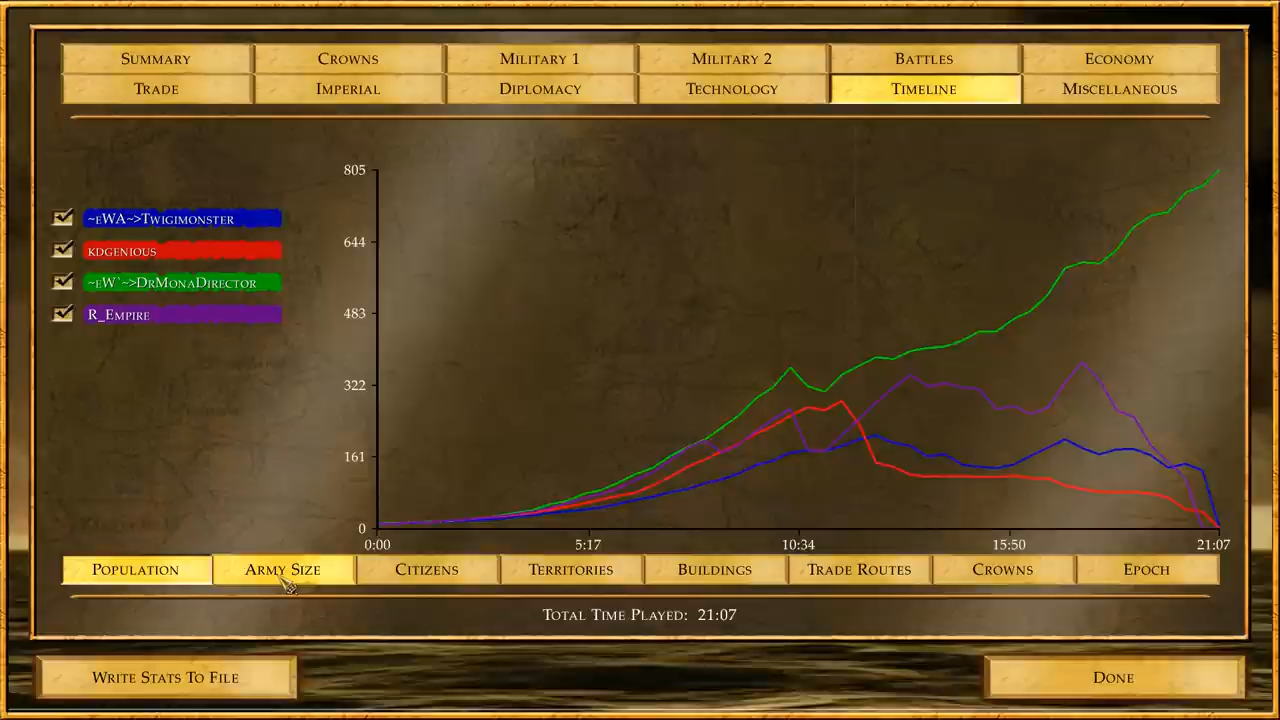 SUMMARY CROWNS MILITARY 1 MILITARY 2 BATTLES ECONOMY
TRADE IMPERIAL DIPLOMACY TECHNOLOGY TIMELINE MISCELLANEOUS
~eWA~>TWIGIMONSTER
KDGENIOUS
~eW`~>DRMONADIRECTOR
R_EMPIRE
805
644
483
322
161
0
0:00 5:17 10:34 15:50 21:07
POPULATION ARMY SIZE CITIZENS TERRITORIES BUILDINGS TRADE ROUTES CROWNS EPOCH
TOTAL TIME PLAYED: 21:07
WRITE STATS TO FILE DONE